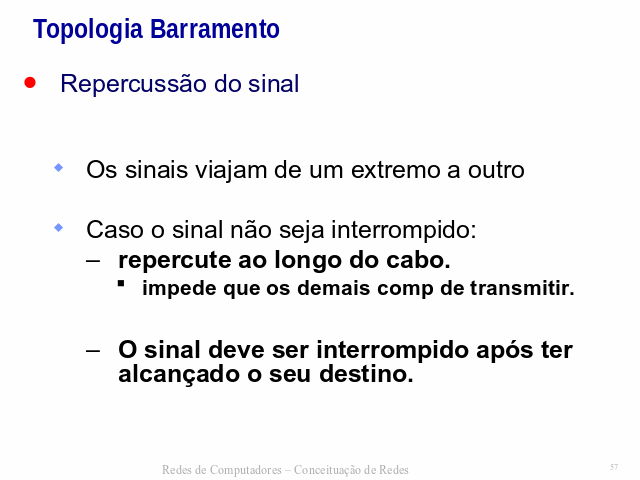 Topologia Barramento
Repercussão do sinal
Os sinais viajam de um extremo a outro
Caso o sinal não seja interrompido:
– repercute ao longo do cabo.
impede que os demais comp de transmitir.
– O sinal deve ser interrompido após ter
alcançado o seu destino.
Redes de Computadores – Conceituação de Redes
57